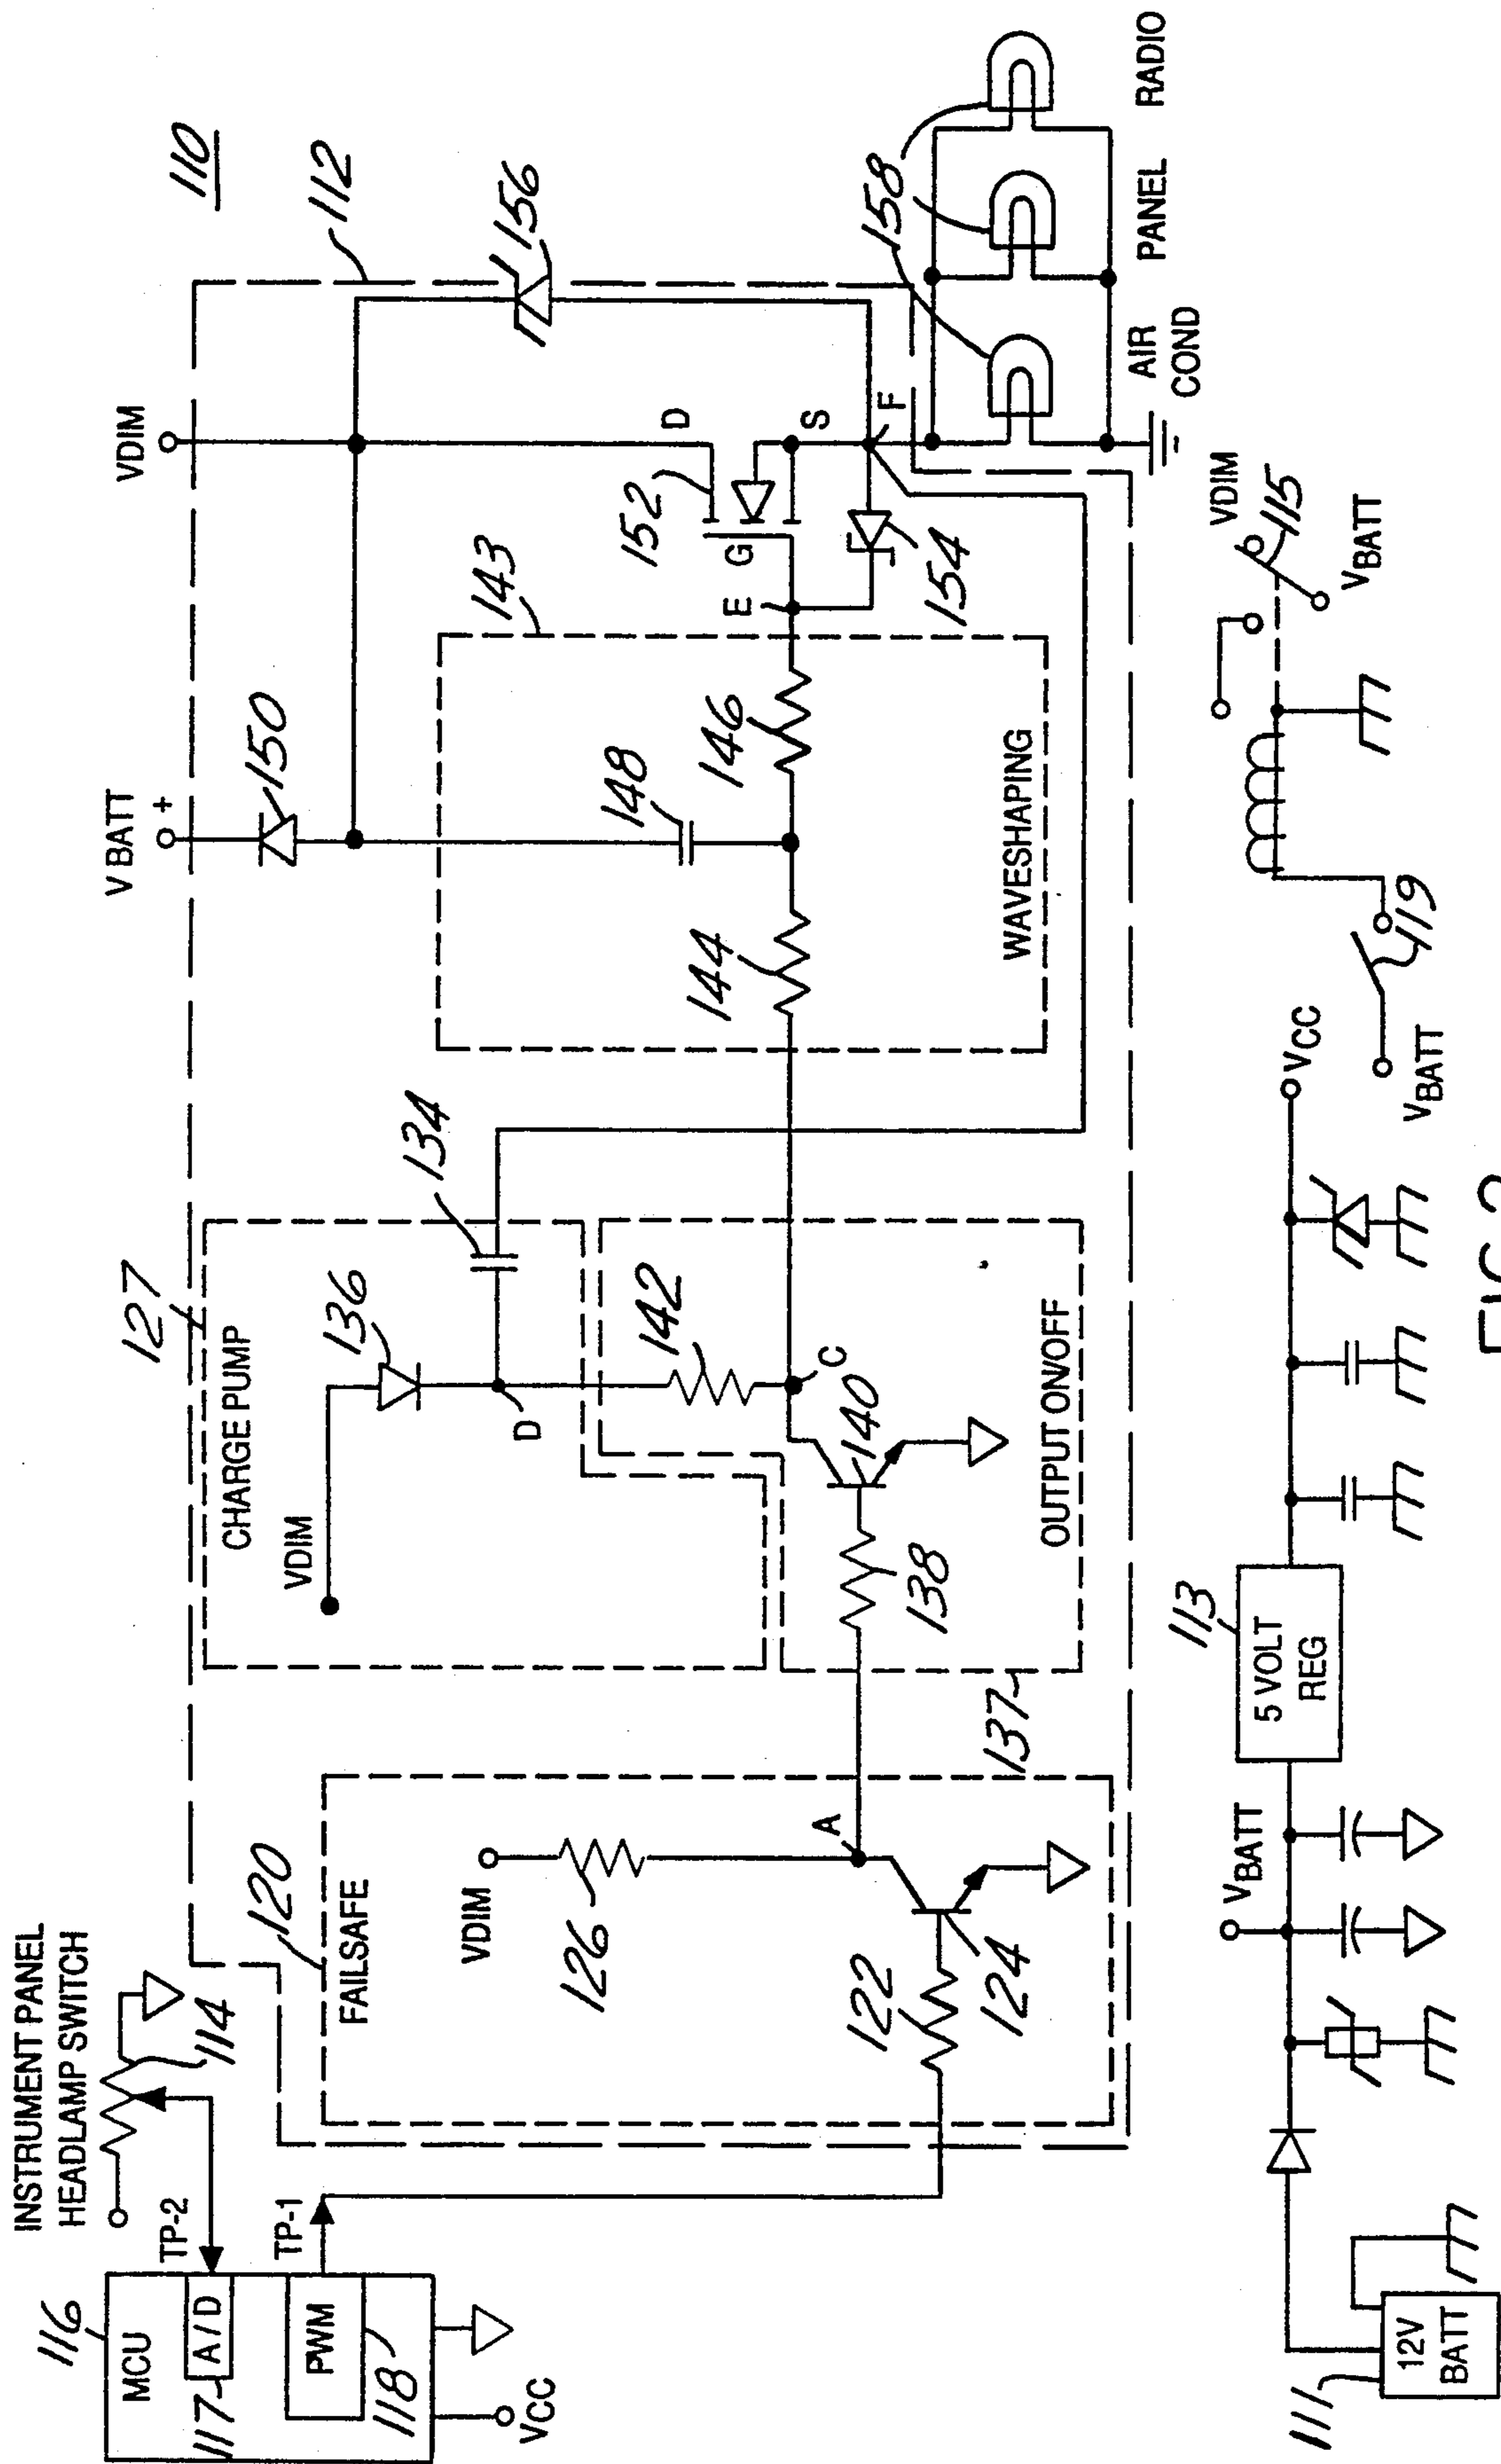 110
INSTRUMENT PANEL
HEADLAMP SWITCH
114
116
MCU
A/D
117
TP-2
PWM
118
TP-1
VCC
120
FAILSAFE
VDIM
126
A
122
124
127
CHARGE PUMP
VDIM
136
134
D
142
C
140
138
OUTPUT ON/OFF
137
V BATT
+
150
VDIM
112
156
143
144
148
146
WAVESHAPING
E
G
152
D
S
F
154
158
AIR
COND
PANEL
RADIO
111
12V
BATT
VBATT
113
5 VOLT
REG
VCC
VBATT
119
VDIM
115
VBATT